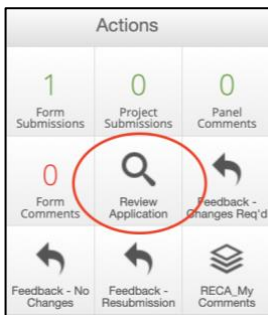 Actions
1 0 0
Form Project Panel
Submissions Submissions Comments
0
Form Review Feedback -
Comments Application Changes Req'd
Feedback - No Feedback - RECA_My
Changes Resubmission Comments